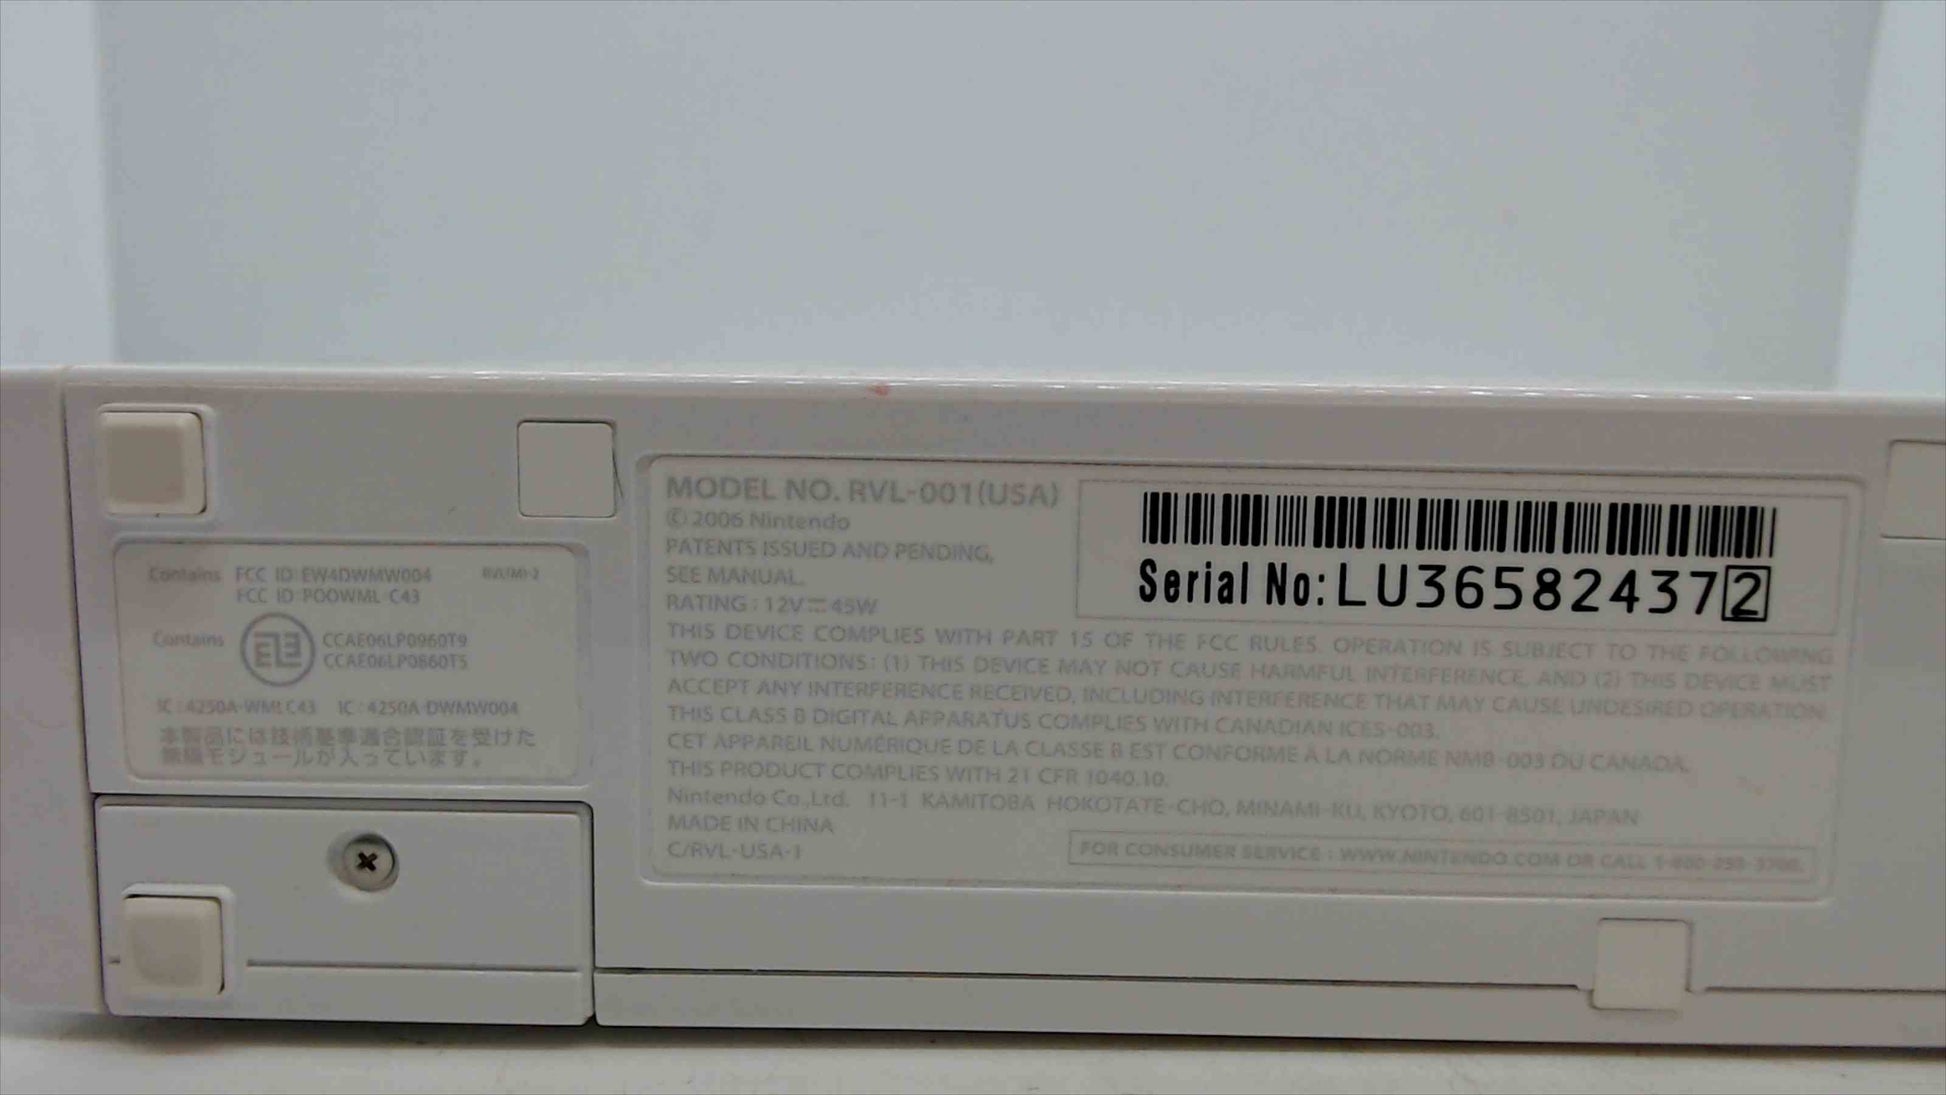 Contains FCC ID: EW4DWMW004
FCC ID: POOWML-C43
Contains
CCAE06LP0960T9
CCAE06LP0860T5
IC : 4250A-WMLC43 IC : 4250A-DWMW004
本製品には技術基準適合認証を受けた
無線モジュールが入っています。
MODEL NO. RVL-001(USA)
© 2006 Nintendo
PATENTS ISSUED AND PENDING,
SEE MANUAL.
RATING : 12V⎓45W
Serial No:LU365824372
THIS DEVICE COMPLIES WITH PART 15 OF THE FCC RULES. OPERATION IS SUBJECT TO THE FOLLOWING
TWO CONDITIONS: (1) THIS DEVICE MAY NOT CAUSE HARMFUL INTERFERENCE, AND (2) THIS DEVICE MUST
ACCEPT ANY INTERFERENCE RECEIVED, INCLUDING INTERFERENCE THAT MAY CAUSE UNDESIRED OPERATION.
THIS CLASS B DIGITAL APPARATUS COMPLIES WITH CANADIAN ICES-003.
CET APPAREIL NUMÉRIQUE DE LA CLASSE B EST CONFORME À LA NORME NMB-003 DU CANADA.
THIS PRODUCT COMPLIES WITH 21 CFR 1040.10.
Nintendo Co.,Ltd. 11-1 KAMITOBA HOKOTATE-CHO, MINAMI-KU, KYOTO, 601-8501, JAPAN
MADE IN CHINA
C/RVL-USA-1
FOR CONSUMER SERVICE : WWW.NINTENDO.COM OR CALL